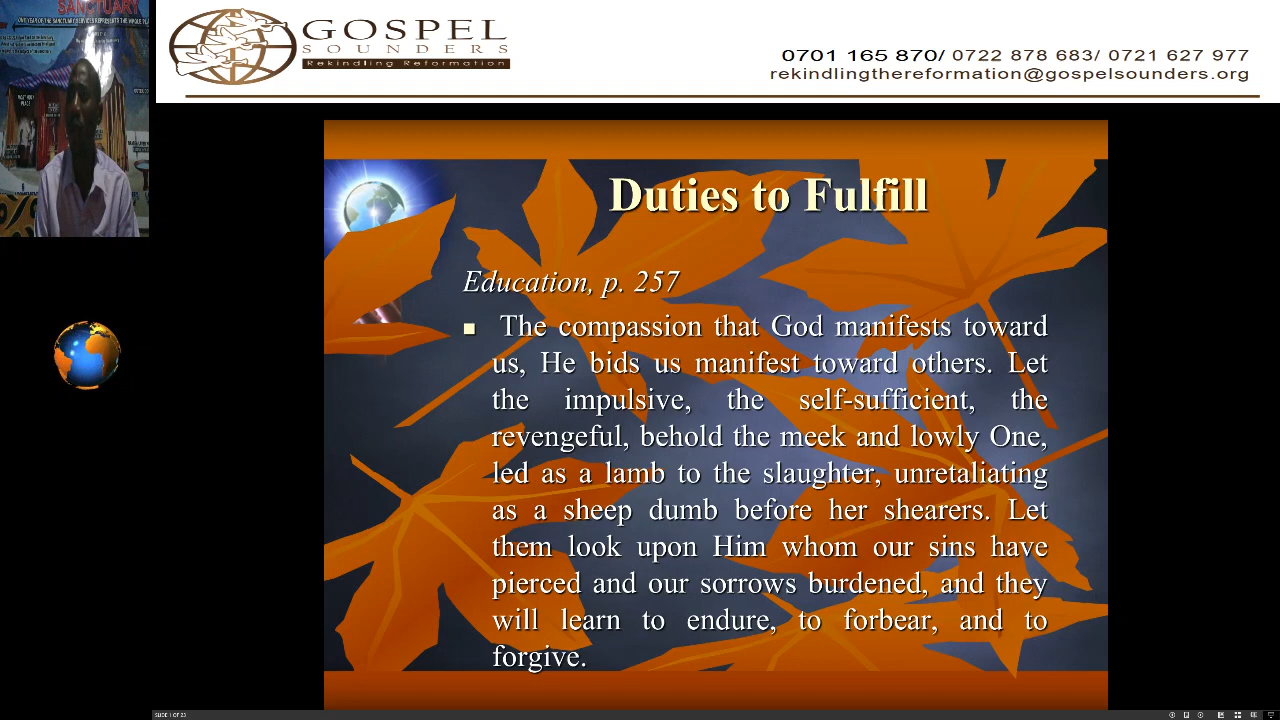 SANCTUARY
GOSPEL
SOUNDERS
Rekindling Reformation
0701 165 870/ 0722 878 683/ 0721 627 977
rekindlingthereformation@gospelsounders.org
Duties to Fulfill
Education, p. 257
The compassion that God manifests toward
us, He bids us manifest toward others. Let
the impulsive, the self-sufficient, the
revengeful, behold the meek and lowly One,
led as a lamb to the slaughter, unretaliating
as a sheep dumb before her shearers. Let
them look upon Him whom our sins have
pierced and our sorrows burdened, and they
will learn to endure, to forbear, and to
forgive.
SLIDE 1 OF 23